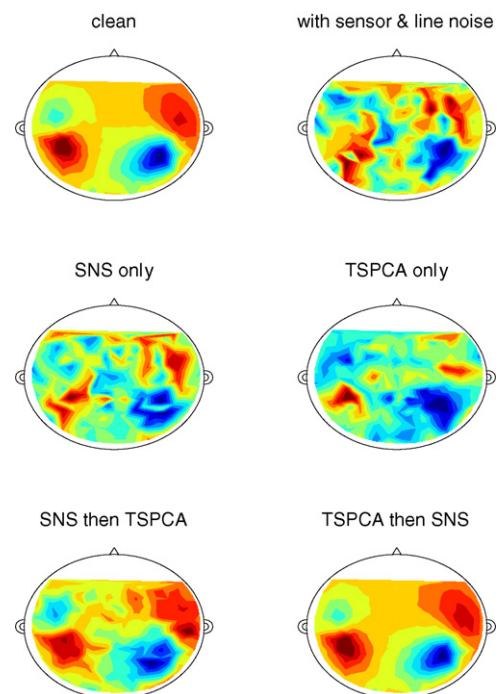 clean
with sensor & line noise
SNS only
TSPCA only
SNS then TSPCA
TSPCA then SNS